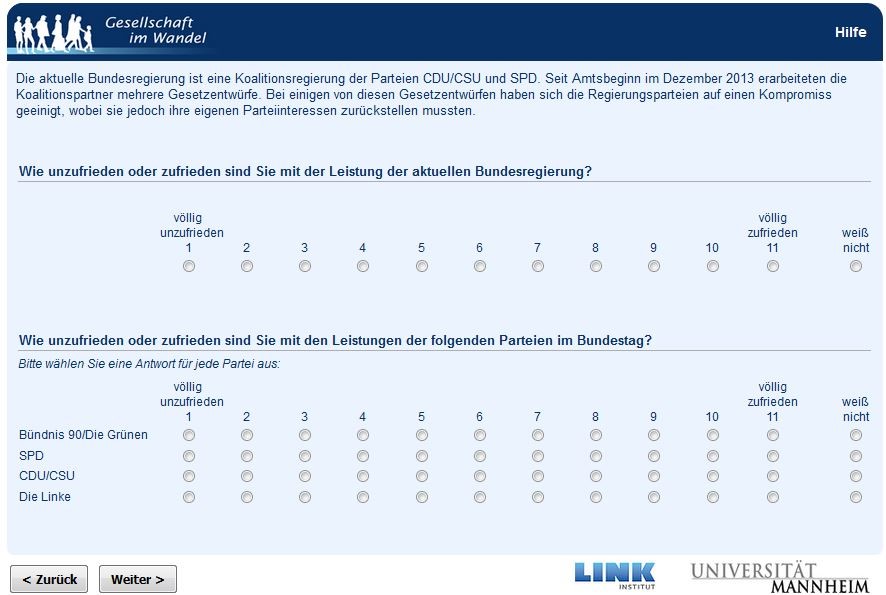 Gesellschaft
im Wandel
Hilfe
Die aktuelle Bundesregierung ist eine Koalitionsregierung der Parteien CDU/CSU und SPD. Seit Amtsbeginn im Dezember 2013 erarbeiteten die
Koalitionspartner mehrere Gesetzentwürfe. Bei einigen von diesen Gesetzentwürfen haben sich die Regierungsparteien auf einen Kompromiss
geeinigt, wobei sie jedoch ihre eigenen Parteiinteressen zurückstellen mussten.
Wie unzufrieden oder zufrieden sind Sie mit der Leistung der aktuellen Bundesregierung?
völlig völlig
unzufrieden zufrieden weiß
1 2 3 4 5 6 7 8 9 10 11 nicht
Wie unzufrieden oder zufrieden sind Sie mit den Leistungen der folgenden Parteien im Bundestag?
Bitte wählen Sie eine Antwort für jede Partei aus:
völlig völlig
unzufrieden zufrieden weiß
1 2 3 4 5 6 7 8 9 10 11 nicht
Bündnis 90/Die Grünen
SPD
CDU/CSU
Die Linke
< Zurück Weiter >
LINK
INSTITUT
UNIVERSITÄT
MANNHEIM